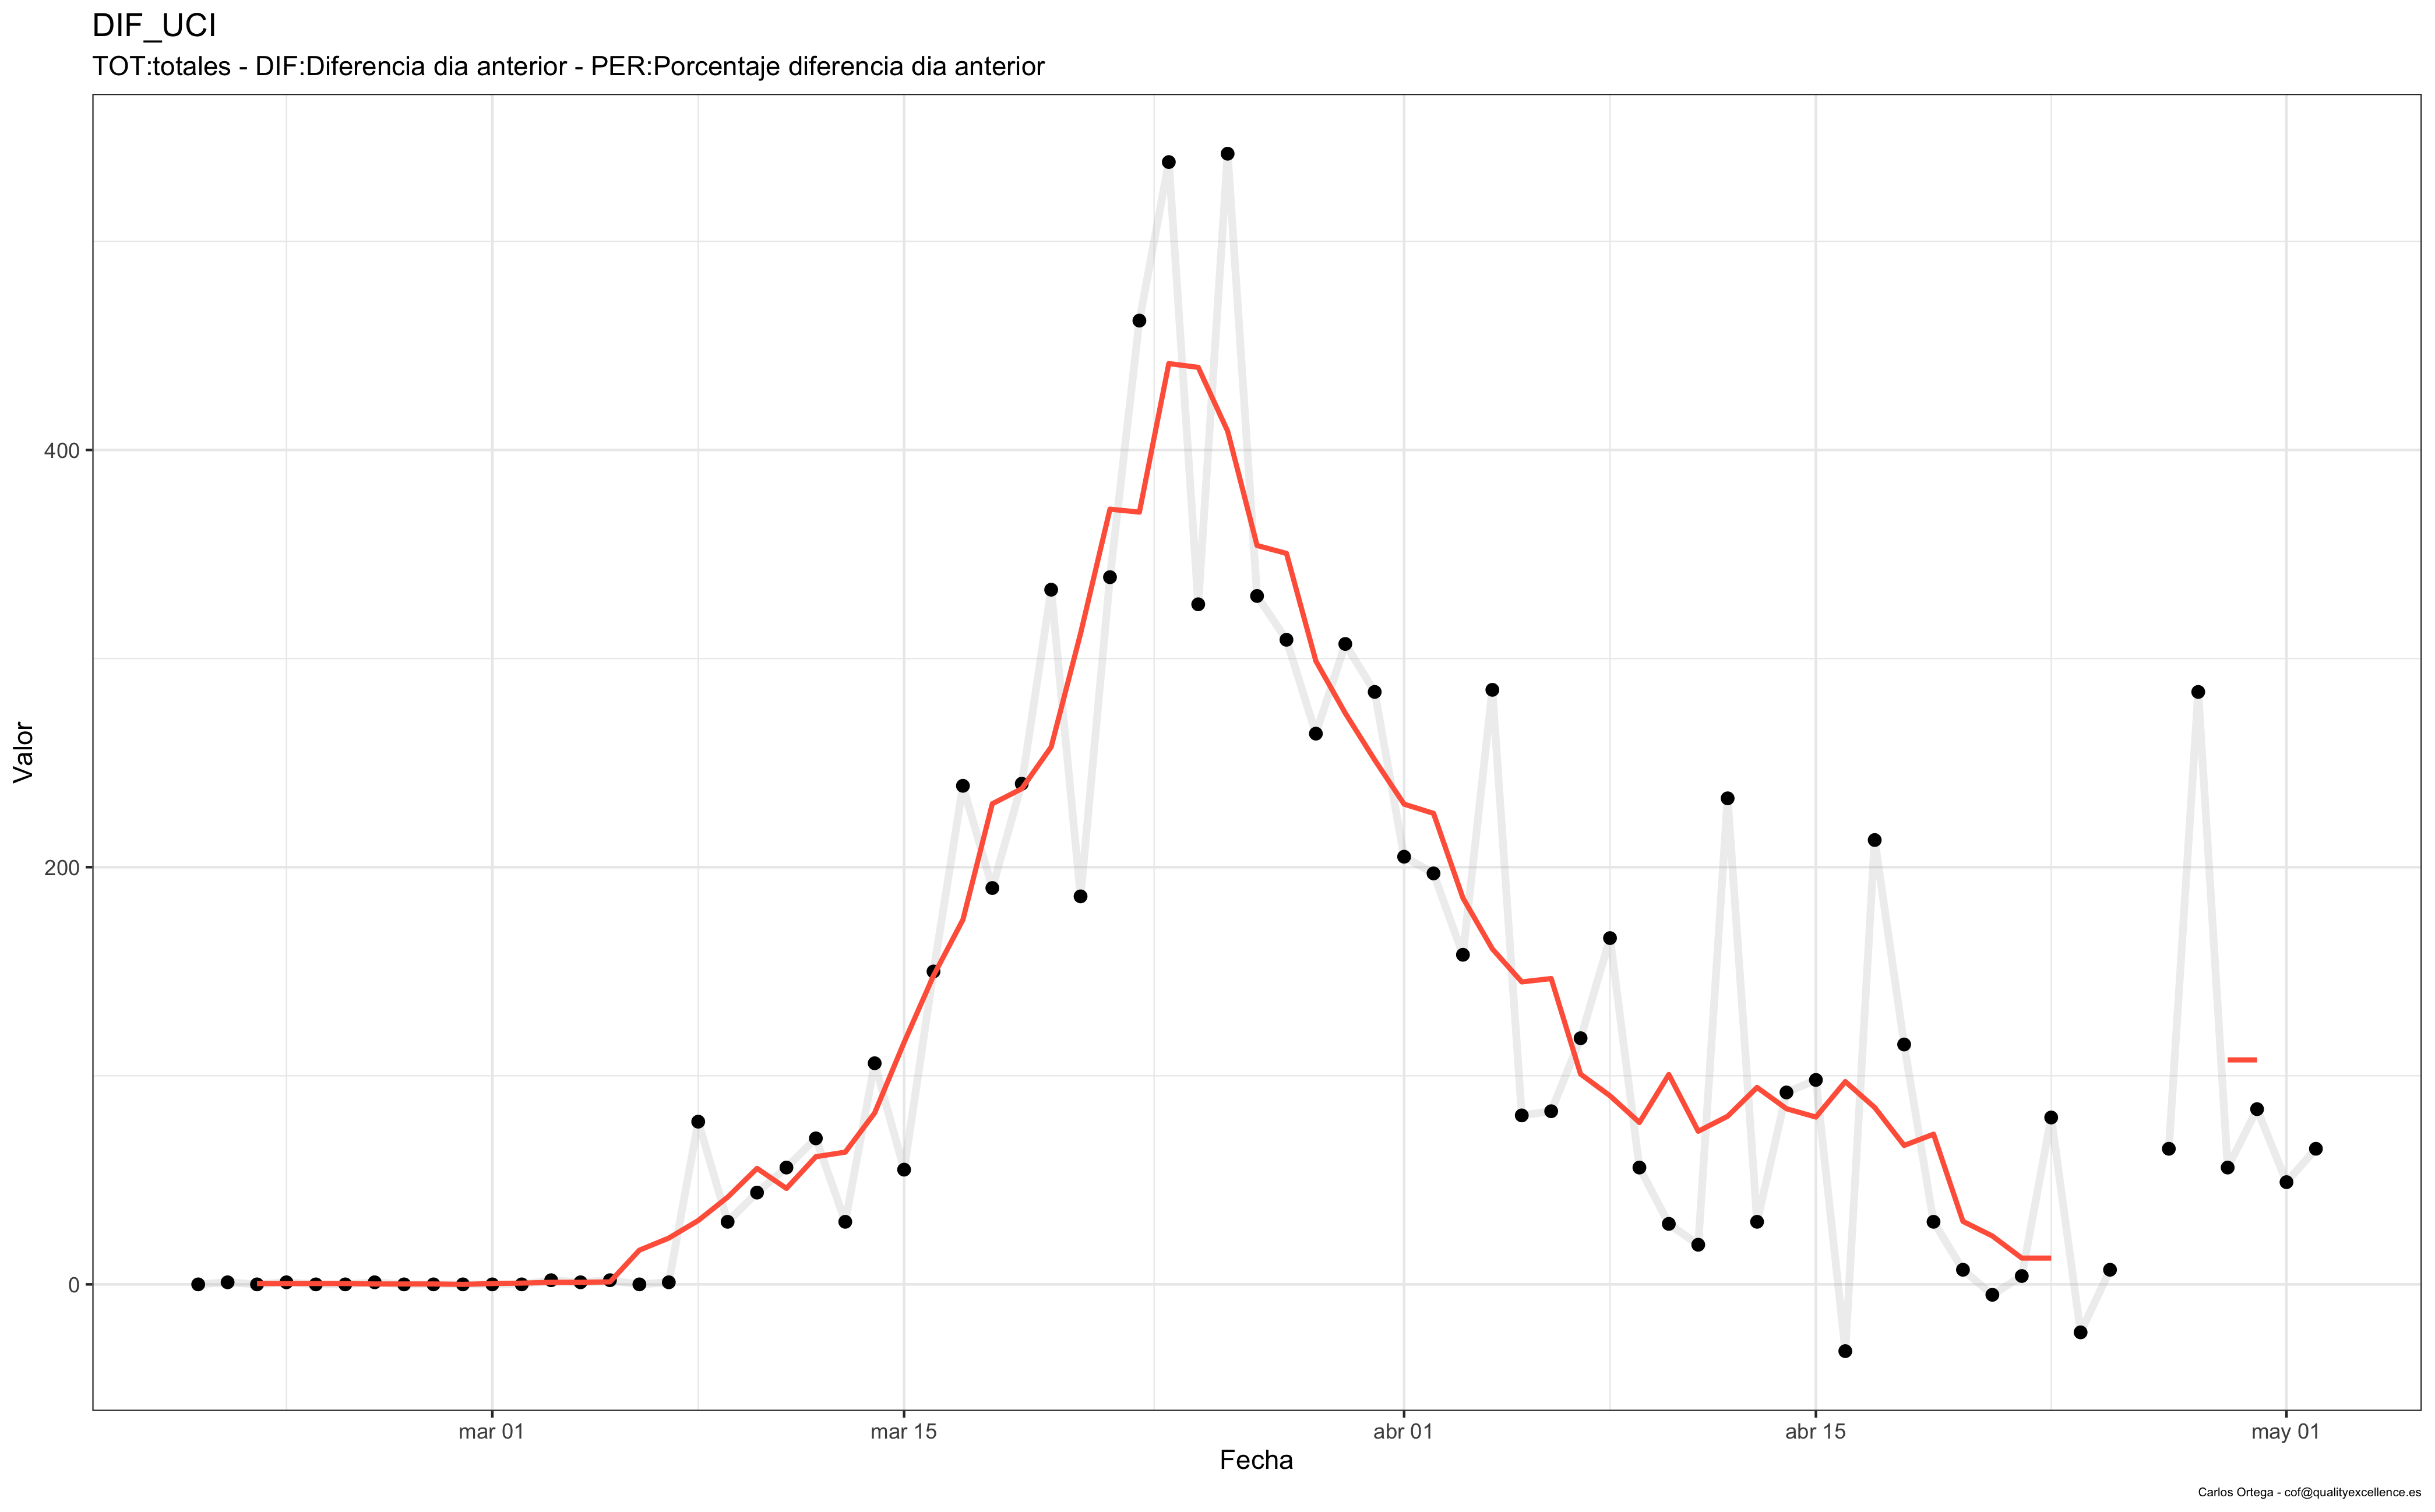 DIF_UCI
TOT:totales - DIF:Diferencia dia anterior - PER:Porcentaje diferencia dia anterior
Valor
400
200
0
mar 01
mar 15
abr 01
abr 15
may 01
Fecha
Carlos Ortega - cof@qualityexcellence.es